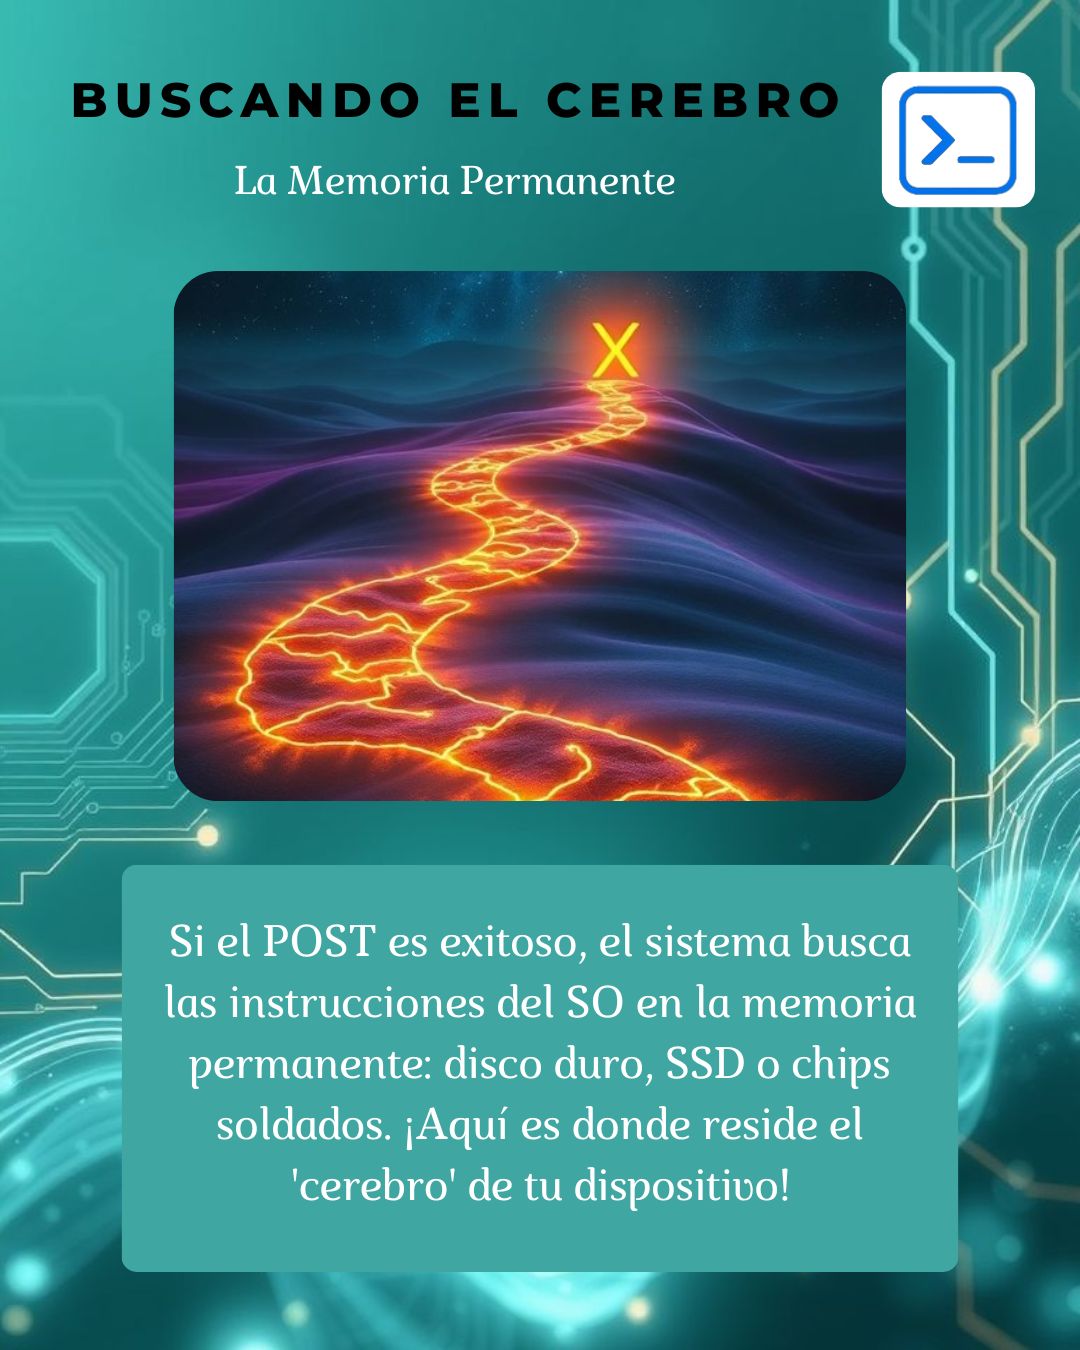 BUSCANDO EL CEREBRO
La Memoria Permanente
X
Si el POST es exitoso, el sistema busca
las instrucciones del SO en la memoria
permanente: disco duro, SSD o chips
soldados. ¡Aquí es donde reside el
'cerebro' de tu dispositivo!